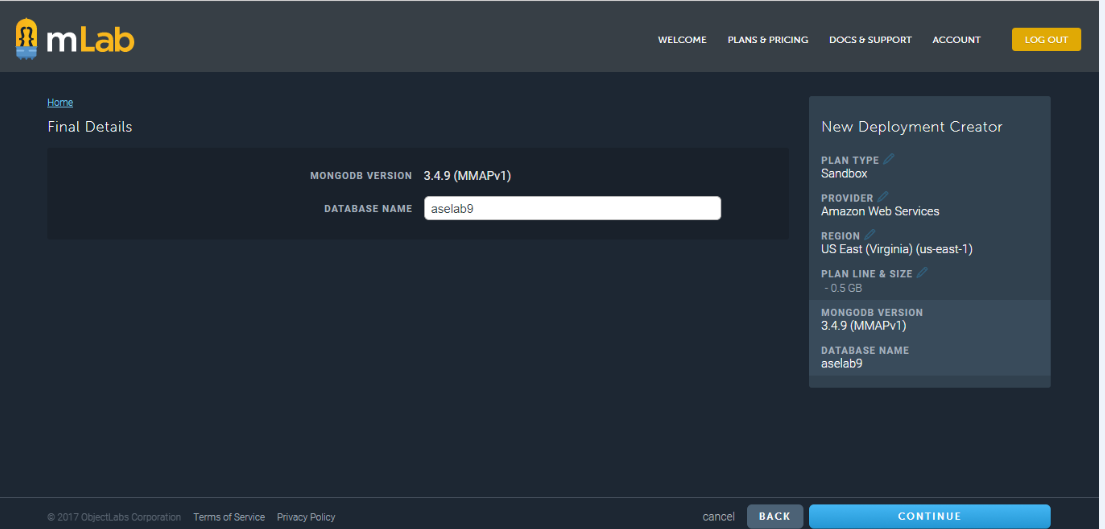 mLab
WELCOME PLANS & PRICING DOCS & SUPPORT ACCOUNT LOG OUT
Home
Final Details
MONGODB VERSION 3.4.9 (MMAPv1)
DATABASE NAME aselab9
New Deployment Creator
PLAN TYPE
Sandbox
PROVIDER
Amazon Web Services
REGION
US East (Virginia) (us-east-1)
PLAN LINE & SIZE
- 0.5 GB
MONGODB VERSION
3.4.9 (MMAPv1)
DATABASE NAME
aselab9
© 2017 ObjectLabs Corporation Terms of Service Privacy Policy cancel BACK CONTINUE